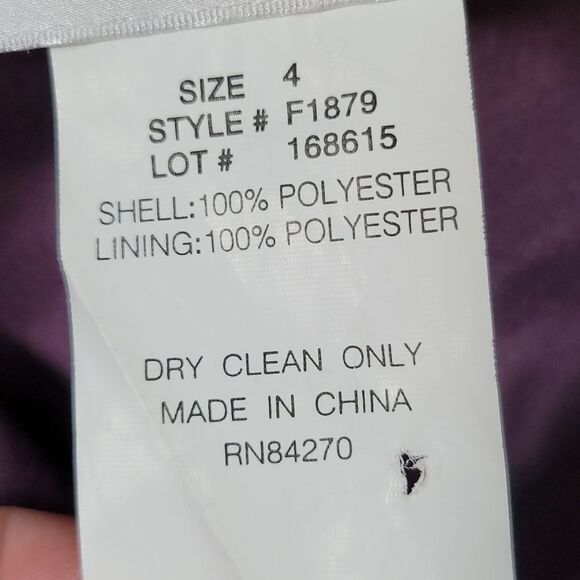 SIZE 4
STYLE # F1879
LOT # 168615
SHELL:100% POLYESTER
LINING:100% POLYESTER
DRY CLEAN ONLY
MADE IN CHINA
RN84270